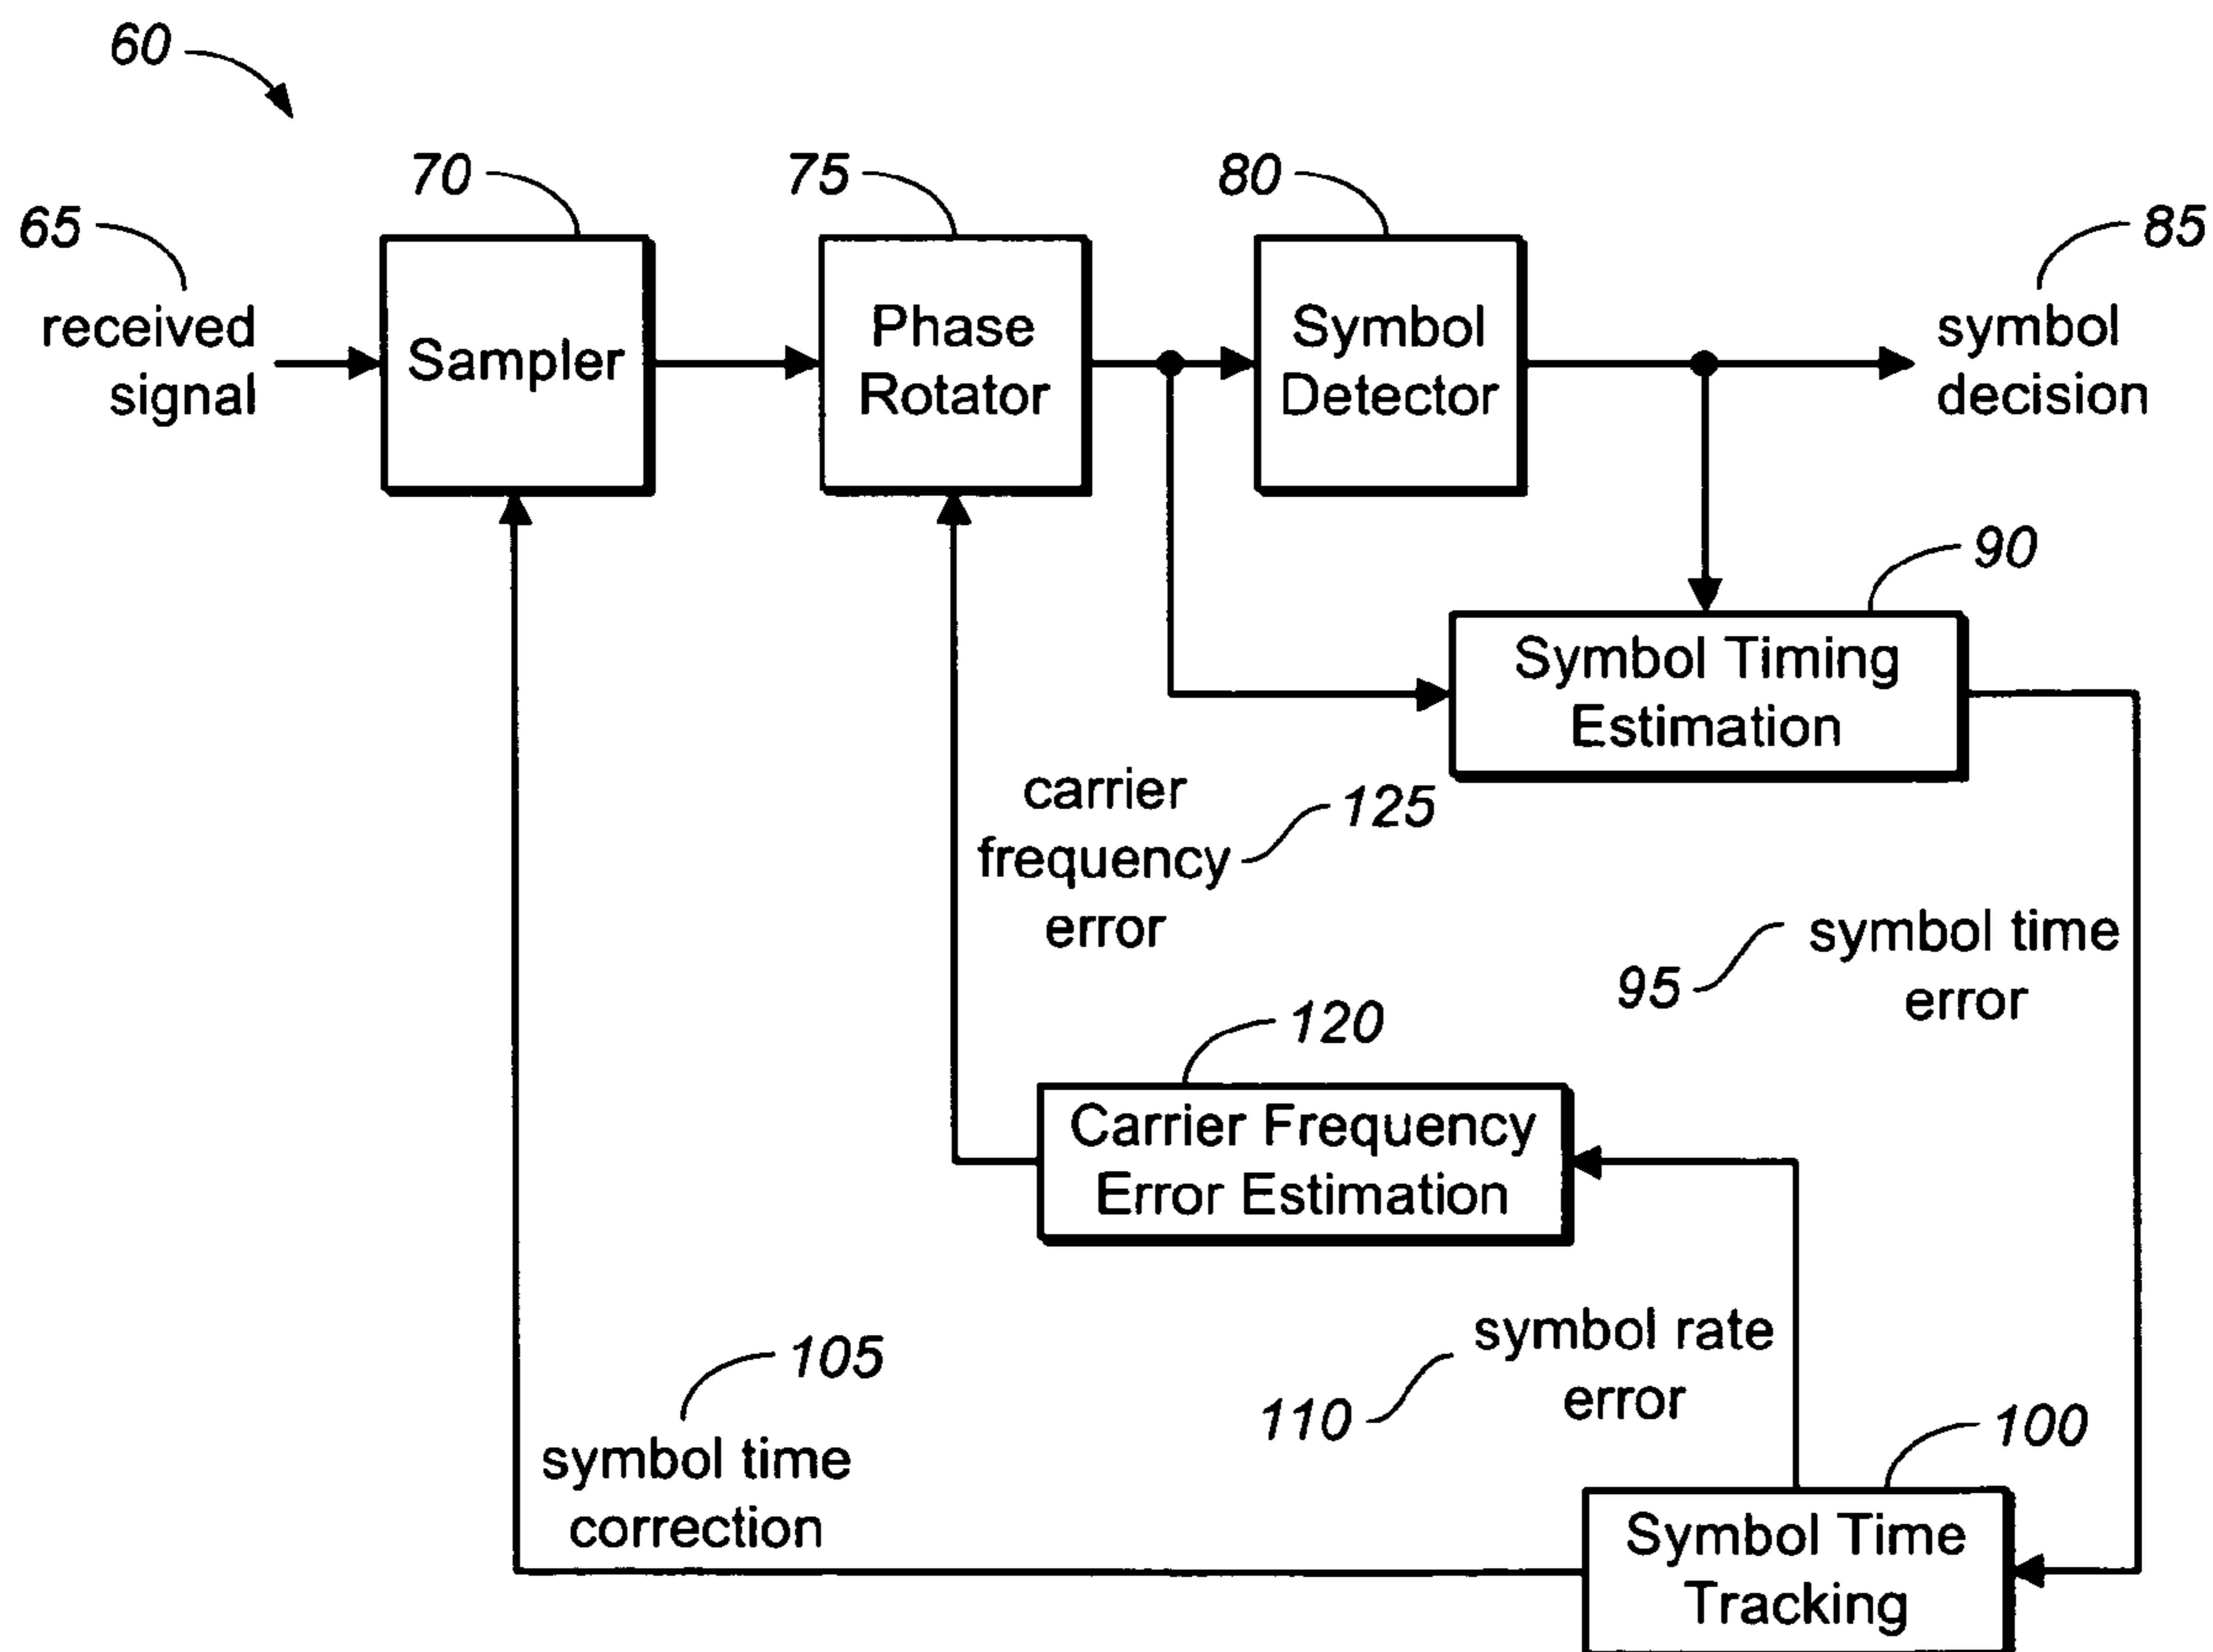 60
70
75
80
65
85
received
signal
Sampler
Phase
Rotator
Symbol
Detector
symbol
decision
90
Symbol Timing
Estimation
carrier
frequency
error
125
95
symbol time
error
120
Carrier Frequency
Error Estimation
105
symbol time
correction
110
symbol rate
error
100
Symbol Time
Tracking